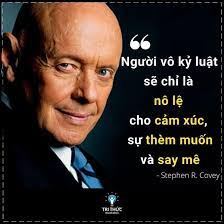 Người vô kỷ luật
sẽ chỉ là
nô lệ
cho cảm xúc,
sự thèm muốn
và say mê
- Stephen R. Covey
TRI THỨC